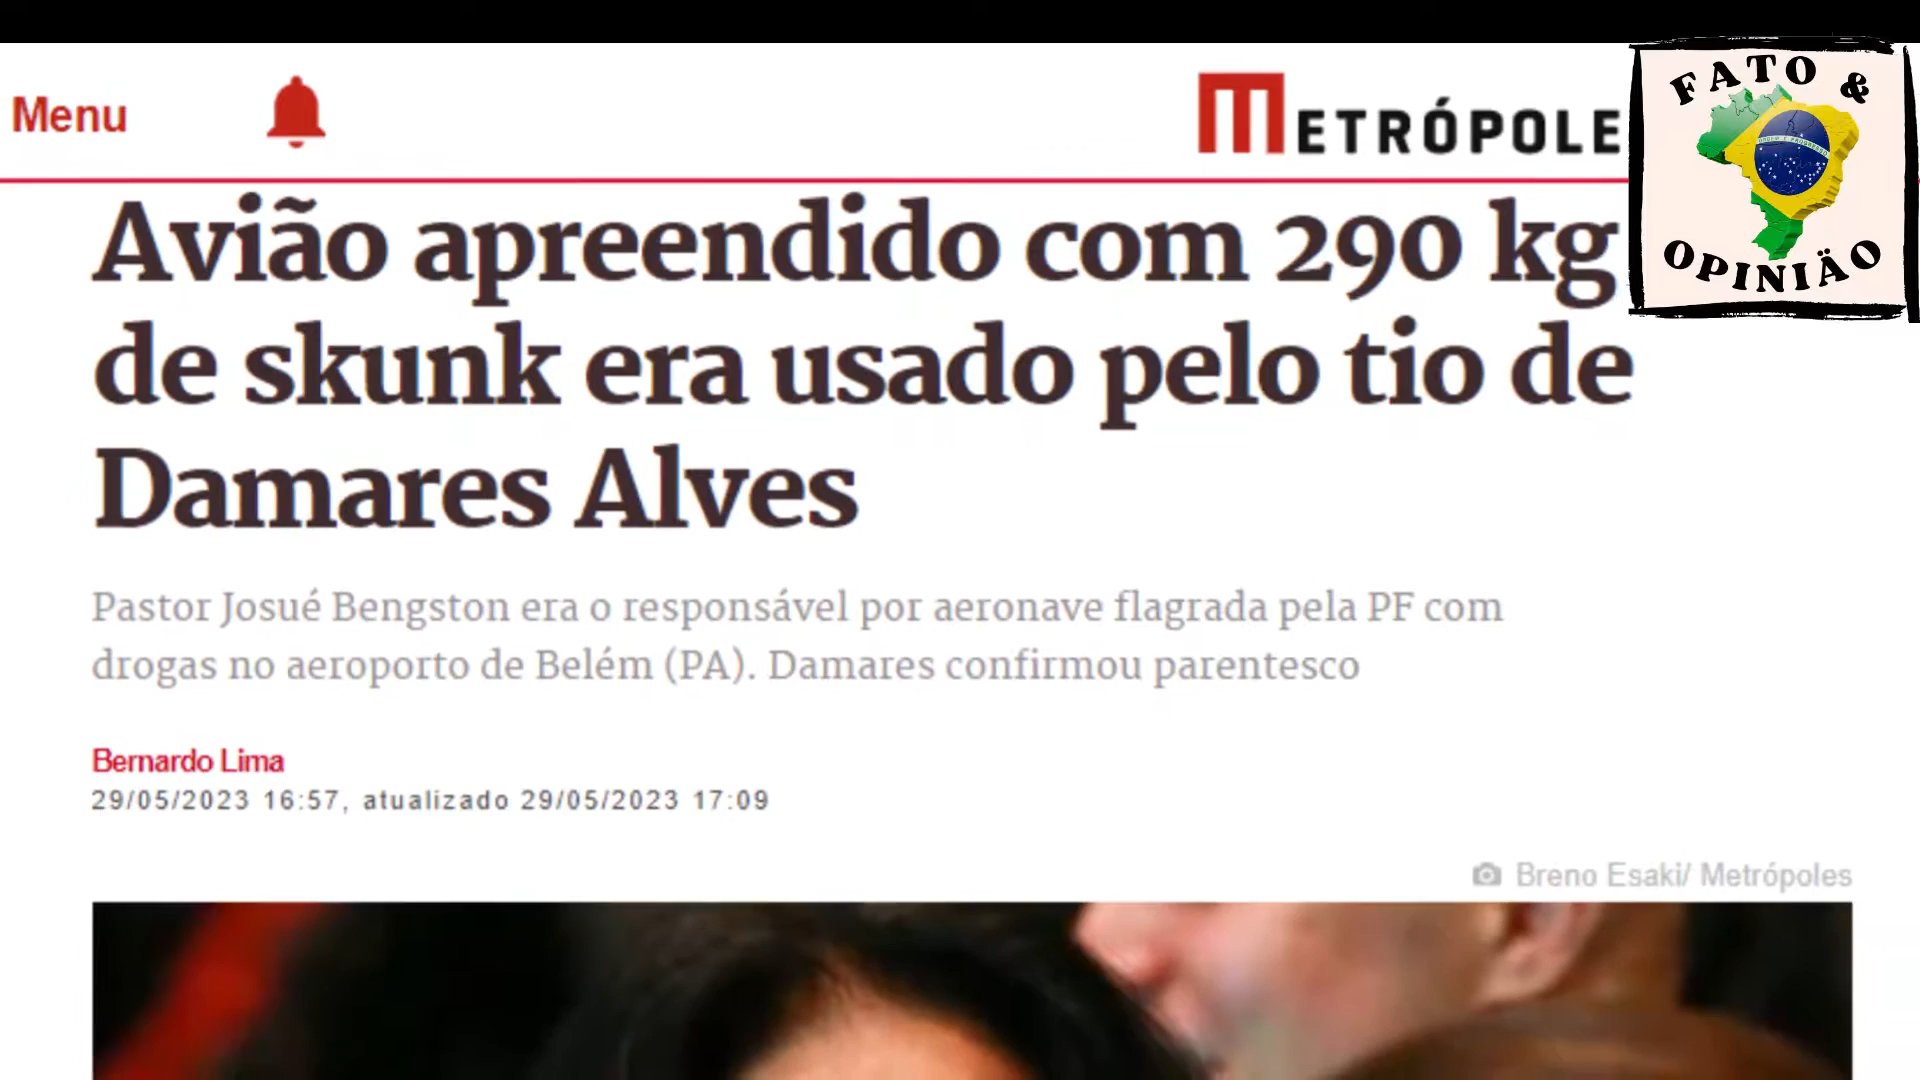 Menu
METRÓPOLE
FATO &
OPINIÃO
Avião apreendido com 290 kg
de skunk era usado pelo tio de
Damares Alves
Pastor Josué Bengston era o responsável por aeronave flagrada pela PF com
drogas no aeroporto de Belém (PA). Damares confirmou parentesco
Bernardo Lima
29/05/2023 16:57, atualizado 29/05/2023 17:09
Breno Esaki/ Metrópoles